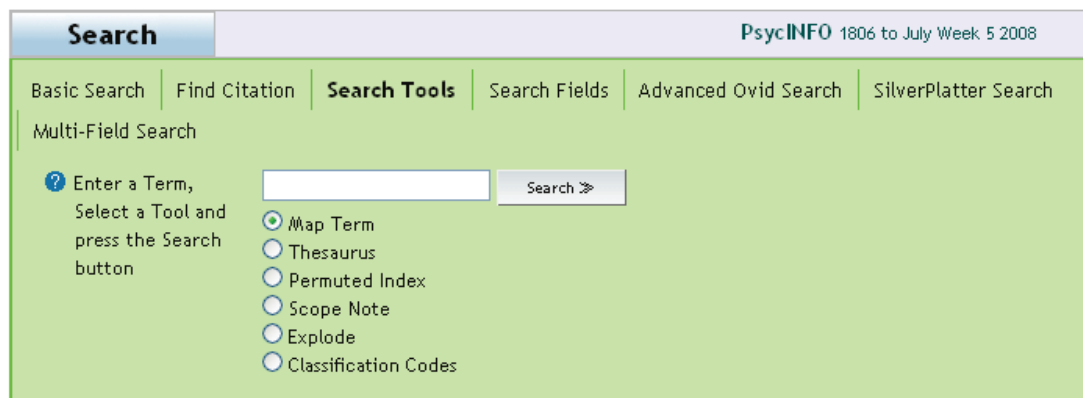 Search
PsycINFO 1806 to July Week 5 2008
Basic Search Find Citation Search Tools Search Fields Advanced Ovid Search SilverPlatter Search
Multi-Field Search
Enter a Term,
Select a Tool and
press the Search
button
Search >>
Map Term
Thesaurus
Permuted Index
Scope Note
Explode
Classification Codes